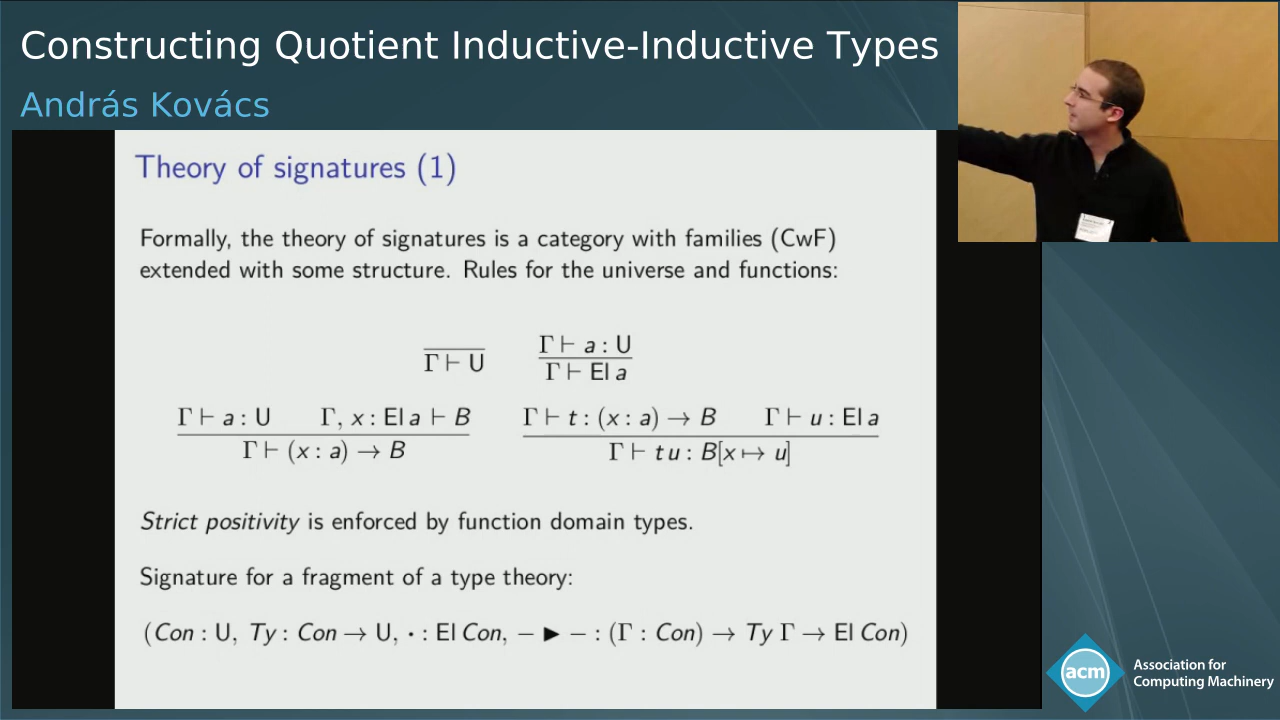 Constructing Quotient Inductive-Inductive Types
András Kovács
Theory of signatures (1)
Formally, the theory of signatures is a category with families (CwF)
extended with some structure. Rules for the universe and functions:
Γ ⊢ U
Γ ⊢ a : U
Γ ⊢ El a
Γ ⊢ a : U Γ, x : El a ⊢ B
Γ ⊢ (x : a) → B
Γ ⊢ t : (x : a) → B Γ ⊢ u : El a
Γ ⊢ t u : B[x ↦ u]
Strict positivity is enforced by function domain types.
Signature for a fragment of a type theory:
(Con : U, Ty : Con → U, • : El Con, − ▶ − : (Γ : Con) → Ty Γ → El Con)
acm
Association for
Computing Machinery